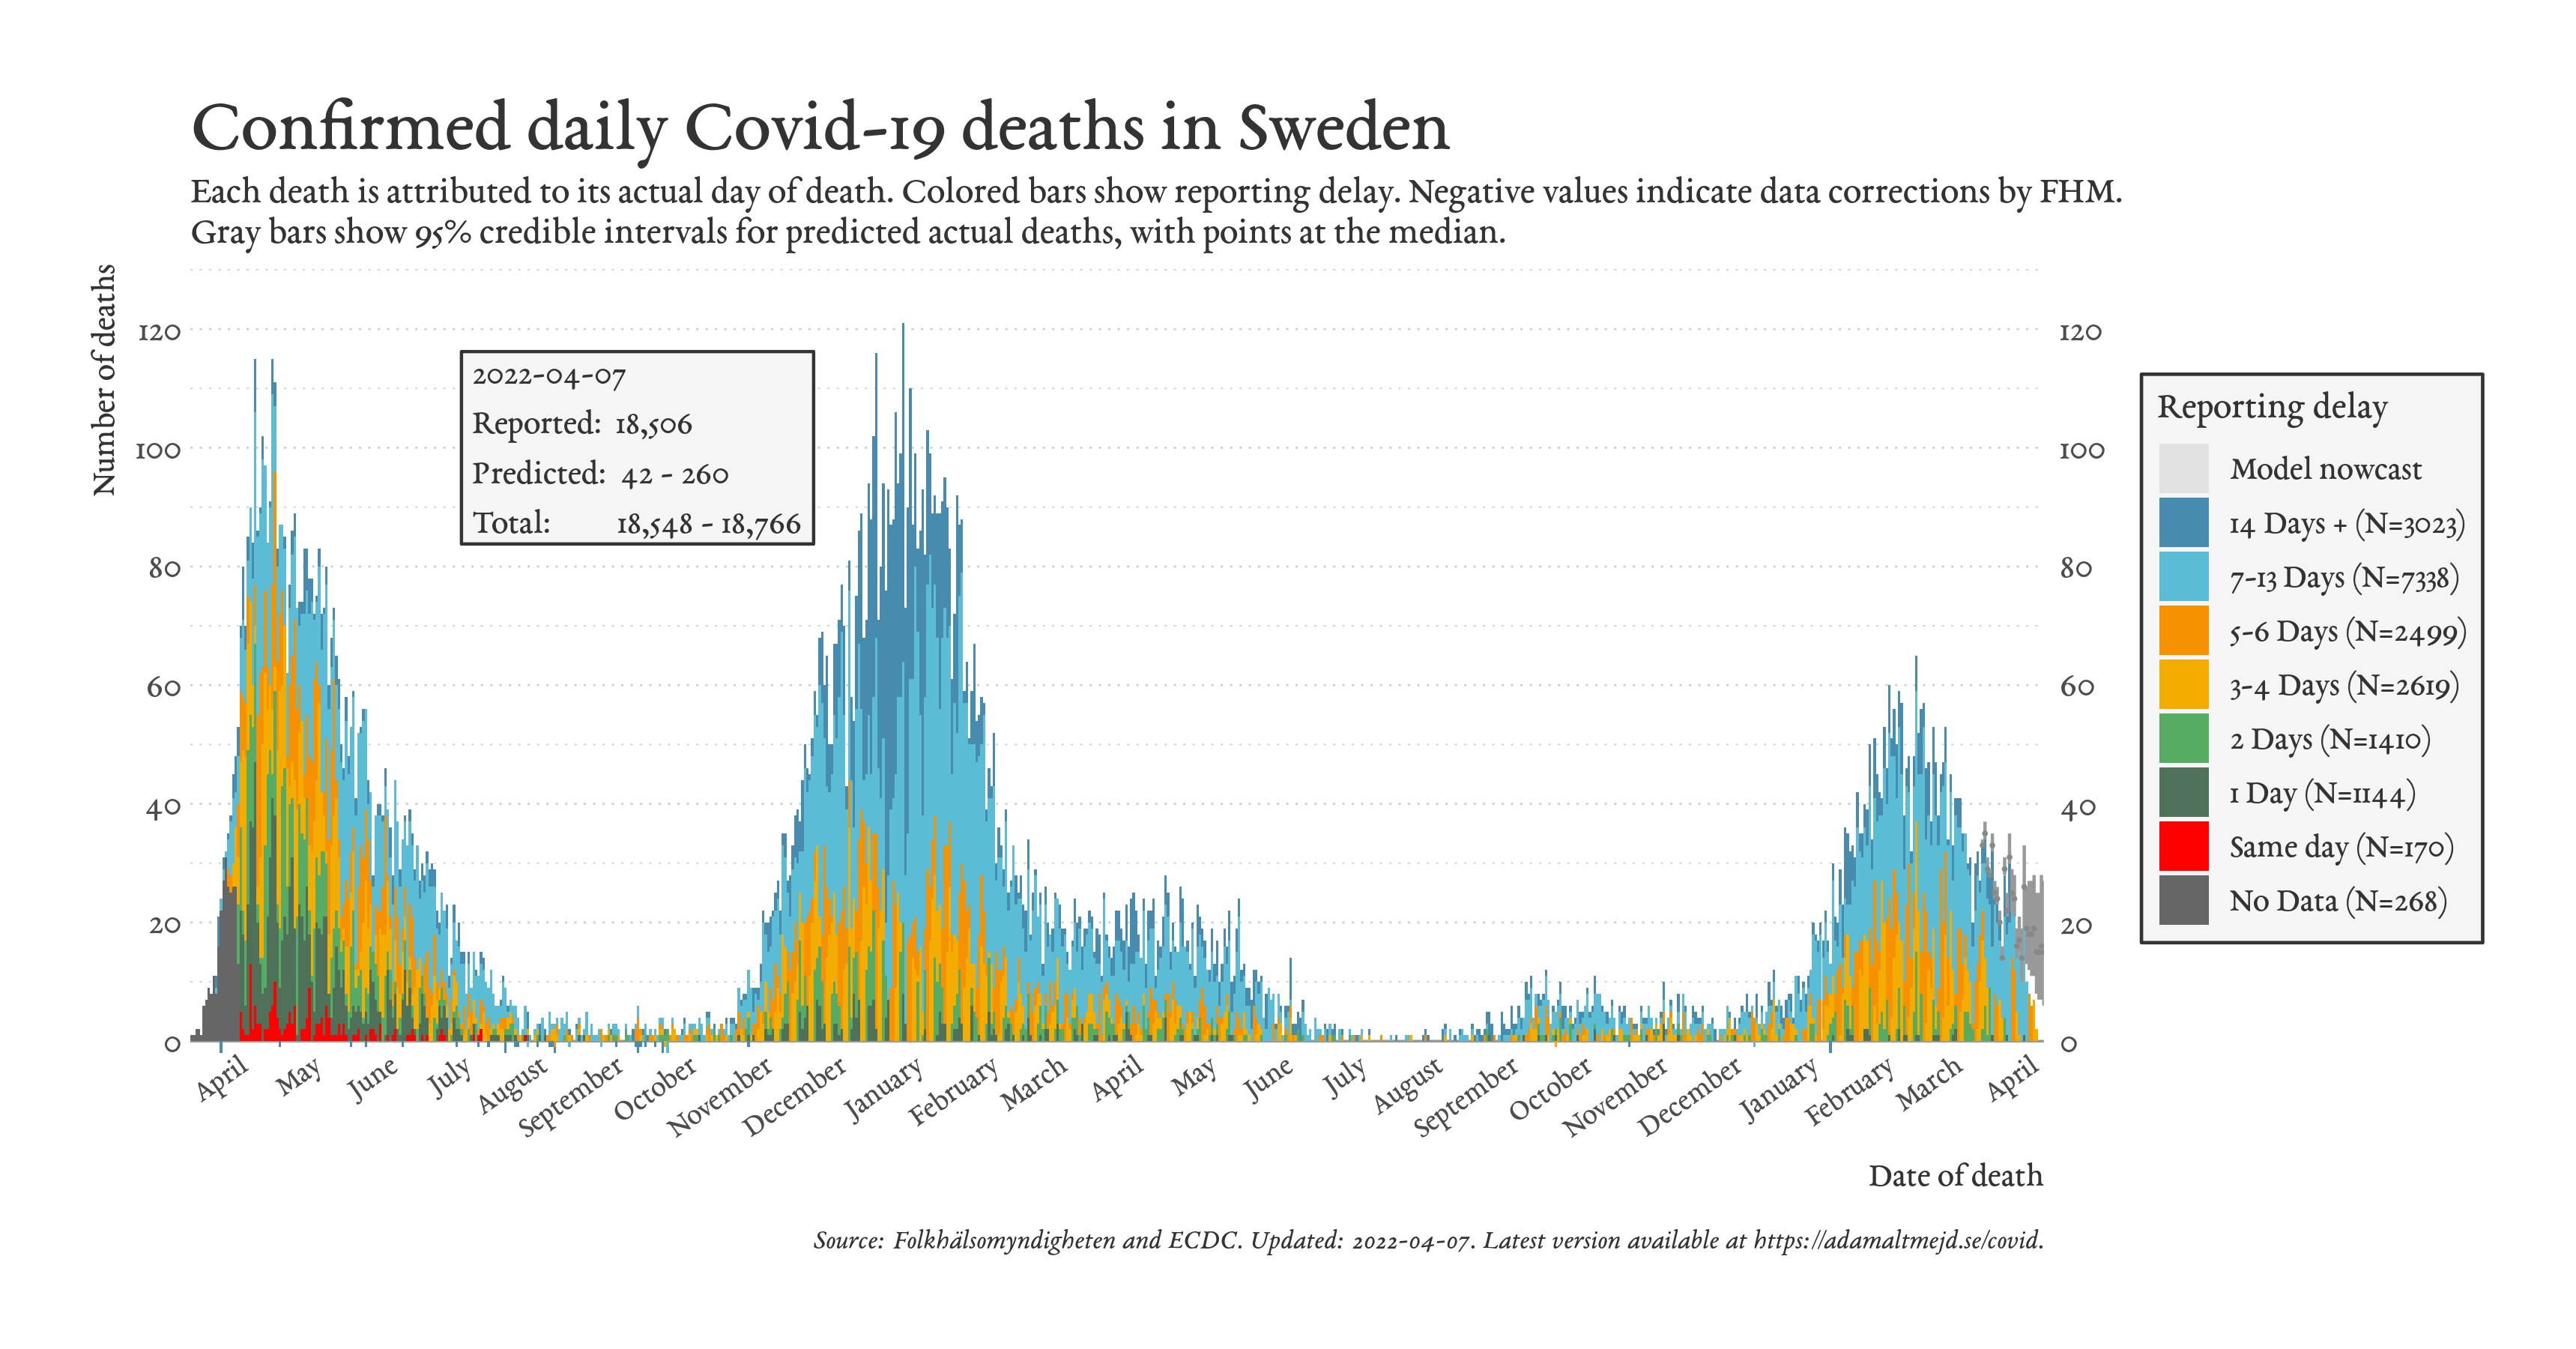 Confirmed daily Covid-19 deaths in Sweden
Each death is attributed to its actual day of death. Colored bars show reporting delay. Negative values indicate data corrections by FHM.
Gray bars show 95% credible intervals for predicted actual deaths, with points at the median.
Number of deaths
120
100
80
60
40
20
0
2022-04-07
Reported: 18,506
Predicted: 42 - 260
Total: 18,548 - 18,766
120
100
80
60
40
20
0
Reporting delay
Model nowcast
14 Days + (N=3023)
7-13 Days (N=7338)
5-6 Days (N=2499)
3-4 Days (N=2619)
2 Days (N=1410)
1 Day (N=1144)
Same day (N=170)
No Data (N=268)
April
May
June
July
August
September
October
November
December
January
February
March
April
May
June
July
August
September
October
November
December
January
February
March
April
Date of death
Source: Folkhälsomyndigheten and ECDC. Updated: 2022-04-07. Latest version available at https://adamaltmejd.se/covid.